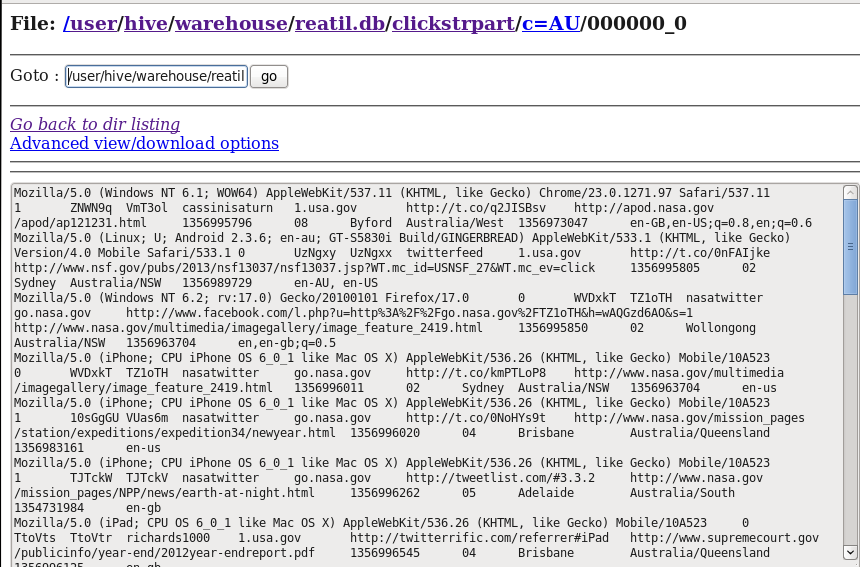 File: /user/hive/warehouse/reatil.db/clickstrpart/c=AU/000000_0
Goto : /user/hive/warehouse/reatil go
Go back to dir listing
Advanced view/download options
Mozilla/5.0 (Windows NT 6.1; WOW64) AppleWebKit/537.11 (KHTML, like Gecko) Chrome/23.0.1271.97 Safari/537.11
1 ZNWN9q VmT3ol cassinisaturn 1.usa.gov http://t.co/q2JISBsv http://apod.nasa.gov
/apod/ap121231.html 1356995796 08 Byford Australia/West 1356973047 en-GB,en-US;q=0.8,en;q=0.6
Mozilla/5.0 (Linux; U; Android 2.3.6; en-au; GT-S5830i Build/GINGERBREAD) AppleWebKit/533.1 (KHTML, like Gecko)
Version/4.0 Mobile Safari/533.1 0 UzNgxy UzNgxx twitterfeed 1.usa.gov http://t.co/0nFAIjke
http://www.nsf.gov/pubs/2013/nsf13037/nsf13037.jsp?WT.mc_id=USNSF_27&WT.mc_ev=click 1356995805 02
Sydney Australia/NSW 1356989729 en-AU, en-US
Mozilla/5.0 (Windows NT 6.2; rv:17.0) Gecko/20100101 Firefox/17.0 0 WVDxkT TZ1oTH nasatwitter
go.nasa.gov http://www.facebook.com/l.php?u=http%3A%2F%2Fgo.nasa.gov%2FTZ1oTH&h=wAQGzd6AO&s=1
http://www.nasa.gov/multimedia/imagegallery/image_feature_2419.html 1356995850 02 Wollongong
Australia/NSW 1356963704 en,en-gb;q=0.5
Mozilla/5.0 (iPhone; CPU iPhone OS 6_0_1 like Mac OS X) AppleWebKit/536.26 (KHTML, like Gecko) Mobile/10A523
0 WVDxkT TZ1oTH nasatwitter go.nasa.gov http://t.co/kmPTLoP8 http://www.nasa.gov/multimedia
/imagegallery/image_feature_2419.html 1356996011 02 Sydney Australia/NSW 1356963704 en-us
Mozilla/5.0 (iPhone; CPU iPhone OS 6_0_1 like Mac OS X) AppleWebKit/536.26 (KHTML, like Gecko) Mobile/10A523
1 10sGgGU VUas6m nasatwitter go.nasa.gov http://t.co/0NoHYs9t http://www.nasa.gov/mission_pages
/station/expeditions/expedition34/newyear.html 1356996020 04 Brisbane Australia/Queensland
1356983161 en-us
Mozilla/5.0 (iPhone; CPU iPhone OS 6_0_1 like Mac OS X) AppleWebKit/536.26 (KHTML, like Gecko) Mobile/10A523
1 TJTckW TJTckV nasatwitter go.nasa.gov http://tweetlist.com/#3.3.2 http://www.nasa.gov
/mission_pages/NPP/news/earth-at-night.html 1356996262 05 Adelaide Australia/South
1354731984 en-gb
Mozilla/5.0 (iPad; CPU OS 6_0_1 like Mac OS X) AppleWebKit/536.26 (KHTML, like Gecko) Mobile/10A523 0
TtoVts TtoVtr richards1000 1.usa.gov http://twitterrific.com/referrer#iPad http://www.supremecourt.gov
/publicinfo/year-end/2012year-endreport.pdf 1356996545 04 Brisbane Australia/Queensland